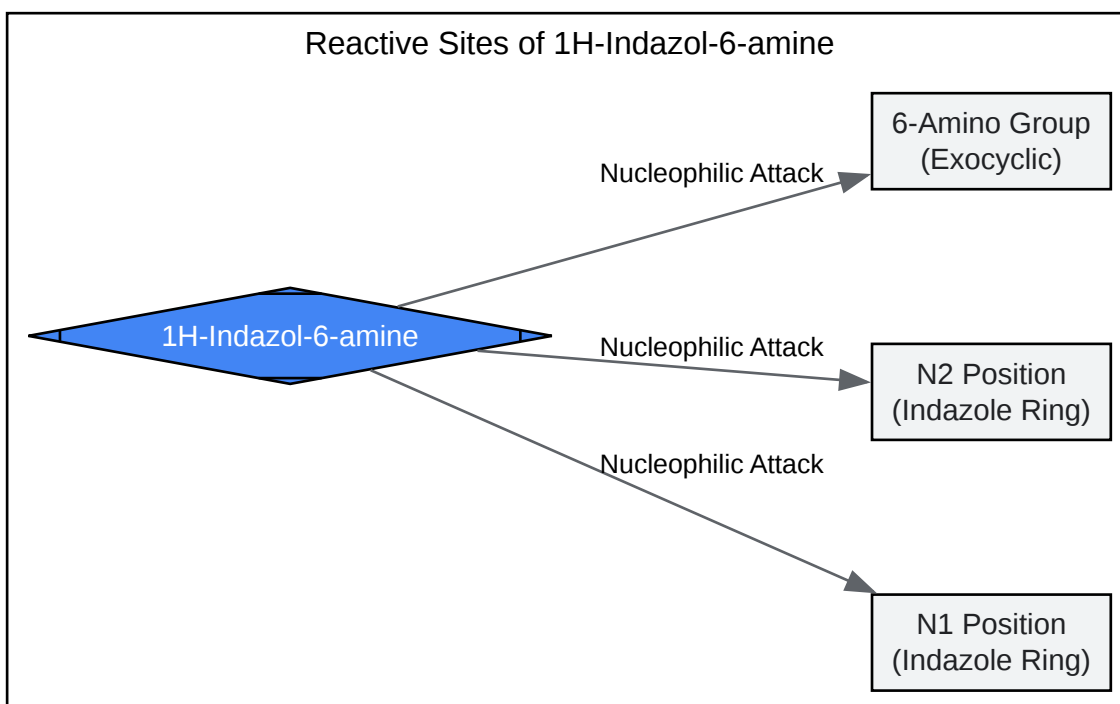 Reactive Sites of 1H-Indazol-6-amine
6-Amino Group
(Exocyclic)
Nucleophilic Attack
1H-Indazol-6-amine
Nucleophilic Attack
N2 Position
(Indazole Ring)
Nucleophilic Attack
N1 Position
(Indazole Ring)